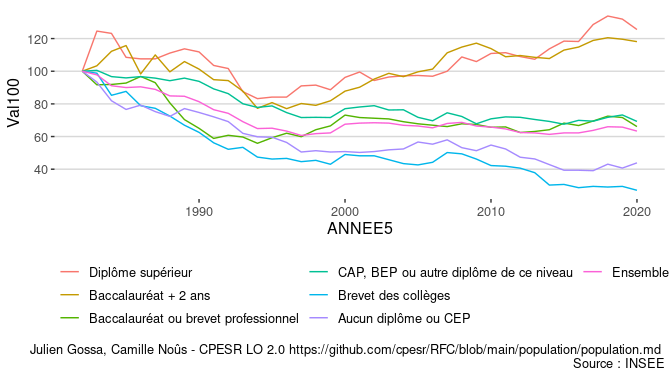 Val100
120
100
80
60
40
1990
2000
2010
2020
ANNEE5
Diplôme supérieur
Baccalauréat + 2 ans
Baccalauréat ou brevet professionnel
CAP, BEP ou autre diplôme de ce niveau
Brevet des collèges
Aucun diplôme ou CEP
Ensemble
Julien Gossa, Camille Noûs - CPESR LO 2.0 https://github.com/cpesr/RFC/blob/main/population/population.md
Source : INSEE